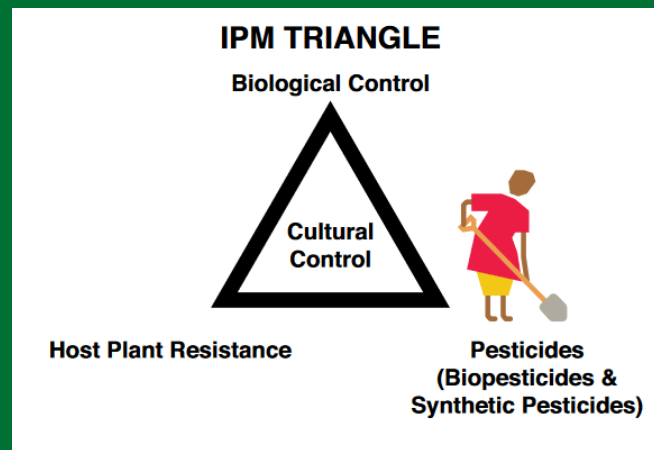 IPM TRIANGLE
Biological Control
Cultural
Control
Host Plant Resistance
Pesticides
(Biopesticides &
Synthetic Pesticides)